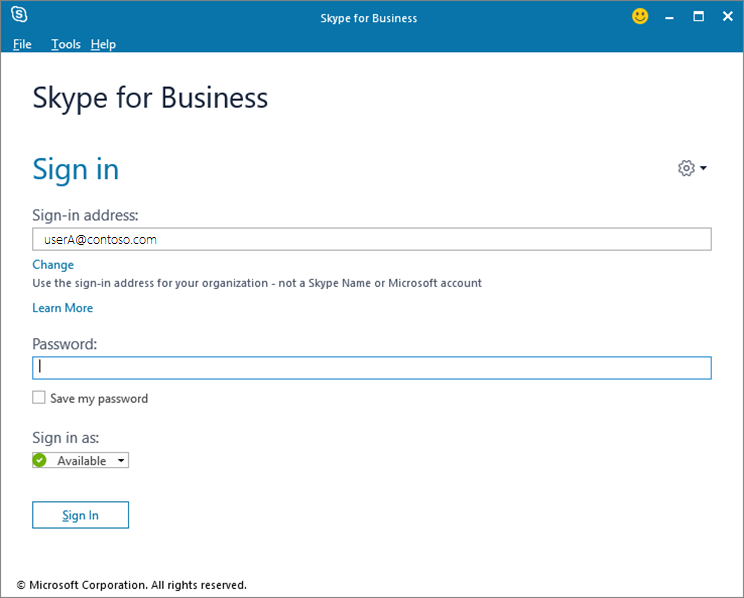 Skype for Business
File Tools Help
Skype for Business
Sign in
Sign-in address:
userA@contoso.com
Change
Use the sign-in address for your organization - not a Skype Name or Microsoft account
Learn More
Password:
Save my password
Sign in as:
Available
Sign In
© Microsoft Corporation. All rights reserved.